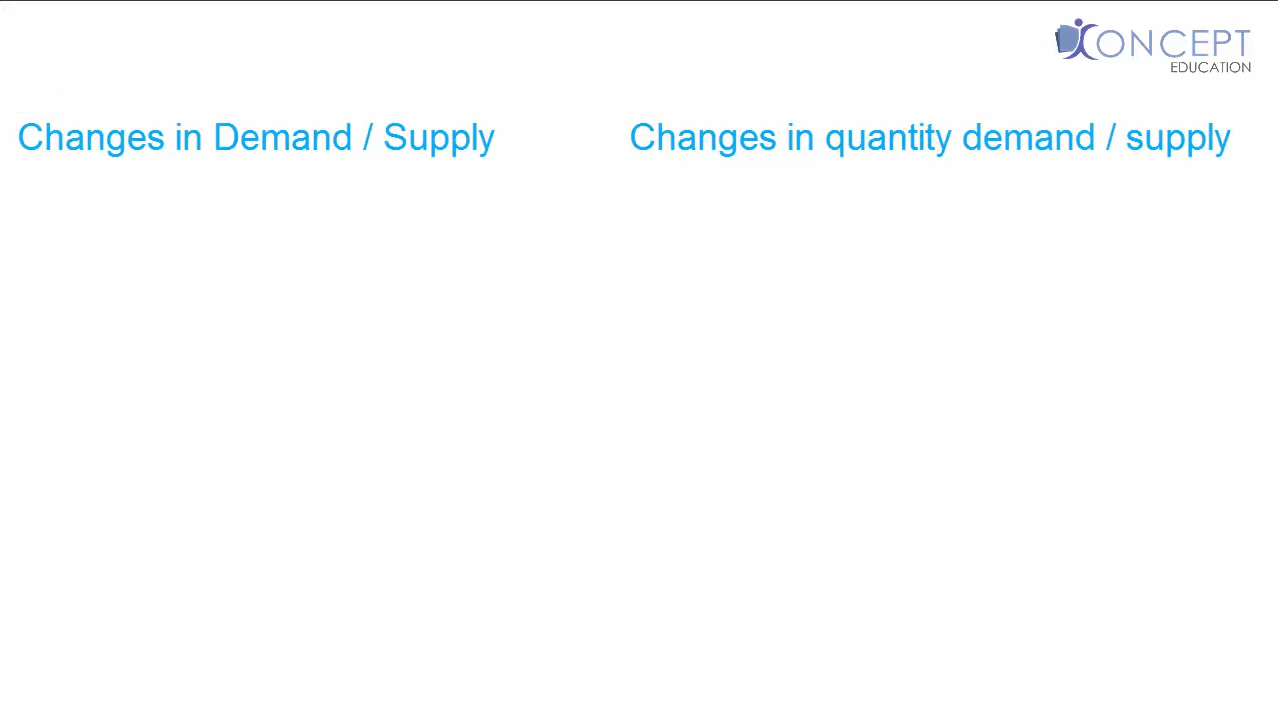 CONCEPT
EDUCATION
Changes in Demand / Supply
Changes in quantity demand / supply